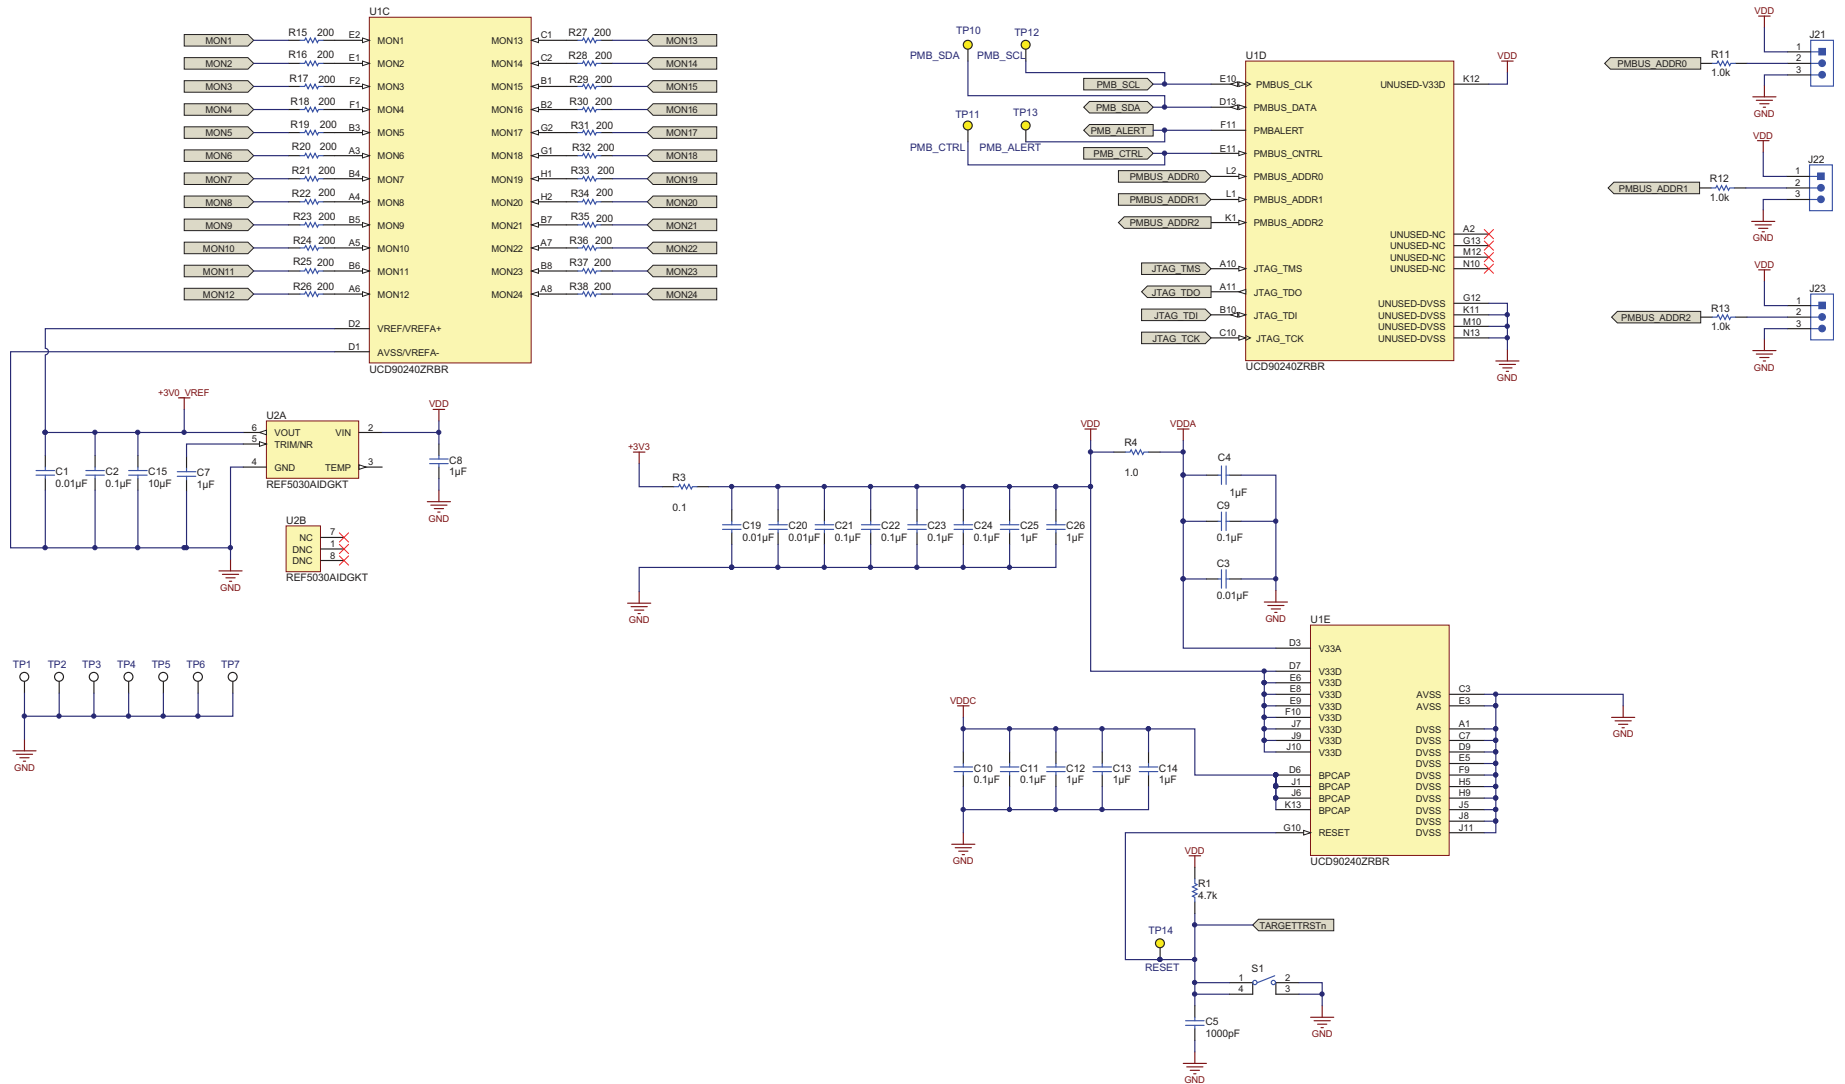 U1C
MON1 R15 200 E2 MON1 MON13 C1 R27 200 MON13
MON2 R16 200 E1 MON2 MON14 C2 R28 200 MON14
MON3 R17 200 F2 MON3 MON15 B1 R29 200 MON15
MON4 R18 200 F1 MON4 MON16 B2 R30 200 MON16
MON5 R19 200 B3 MON5 MON17 G2 R31 200 MON17
MON6 R20 200 A3 MON6 MON18 G1 R32 200 MON18
MON7 R21 200 B4 MON7 MON19 H1 R33 200 MON19
MON8 R22 200 A4 MON8 MON20 H2 R34 200 MON20
MON9 R23 200 B5 MON9 MON21 B7 R35 200 MON21
MON10 R24 200 A5 MON10 MON22 A7 R36 200 MON22
MON11 R25 200 B6 MON11 MON23 B8 R37 200 MON23
MON12 R26 200 A6 MON12 MON24 A8 R38 200 MON24
D2 VREF/VREFA+
D1 AVSS/VREFA-
UCD90240ZRBR
TP10 TP12
PMB_SDA PMB_SCL
TP11 TP13
PMB_CTRL PMB_ALERT
U1D
VDD
PMB_SCL E10 PMBUS_CLK UNUSED-V33D K12
PMB_SDA D13 PMBUS_DATA
PMB_ALERT F11 PMBALERT
PMB_CTRL E11 PMBUS_CNTRL
PMBUS_ADDR0 L2 PMBUS_ADDR0
PMBUS_ADDR1 L1 PMBUS_ADDR1
PMBUS_ADDR2 K1 PMBUS_ADDR2
UNUSED-NC A2
UNUSED-NC G13
UNUSED-NC M12
UNUSED-NC N10
JTAG_TMS A10 JTAG_TMS
JTAG_TDO A11 JTAG_TDO
JTAG_TDI B10 JTAG_TDI
JTAG_TCK C10 JTAG_TCK
UNUSED-DVSS G12
UNUSED-DVSS K11
UNUSED-DVSS M10
UNUSED-DVSS N13
UCD90240ZRBR
GND
VDD
J21
PMBUS_ADDR0 R11
1.0k
1
2
3
GND
VDD
J22
PMBUS_ADDR1 R12
1.0k
1
2
3
GND
VDD
J23
PMBUS_ADDR2 R13
1.0k
1
2
3
GND
+3V0_VREF
U2A
VDD
6 VOUT VIN 2
5 TRIM/NR
4 GND TEMP 3
REF5030AIDGKT
C1
0.01µF
C2
0.1µF
C15
10µF
C7
1µF
C8
1µF
GND
GND
U2B
NC 7
DNC 1
DNC 8
REF5030AIDGKT
TP1 TP2 TP3 TP4 TP5 TP6 TP7
GND
+3V3
R3
0.1
VDD
R4
1.0
VDDA
C4
1µF
C9
0.1µF
C3
0.01µF
GND
C19
0.01µF
C20
0.01µF
C21
0.1µF
C22
0.1µF
C23
0.1µF
C24
0.1µF
C25
1µF
C26
1µF
GND
U1E
D3 V33A
D7 V33D
E6 V33D
E8 V33D
E9 V33D
F10 V33D
J7 V33D
J9 V33D
J10 V33D
D6 BPCAP
J1 BPCAP
J6 BPCAP
K13 BPCAP
G10 RESET
AVSS C3
AVSS E3
DVSS A1
DVSS C7
DVSS D9
DVSS E5
DVSS F9
DVSS H5
DVSS H9
DVSS J5
DVSS J8
DVSS J11
UCD90240ZRBR
GND
VDDC
C10
0.1µF
C11
0.1µF
C12
1µF
C13
1µF
C14
1µF
GND
VDD
R1
4.7k
TARGETTRSTn
TP14
RESET
S1
1 2
4 3
GND
C5
1000pF
GND